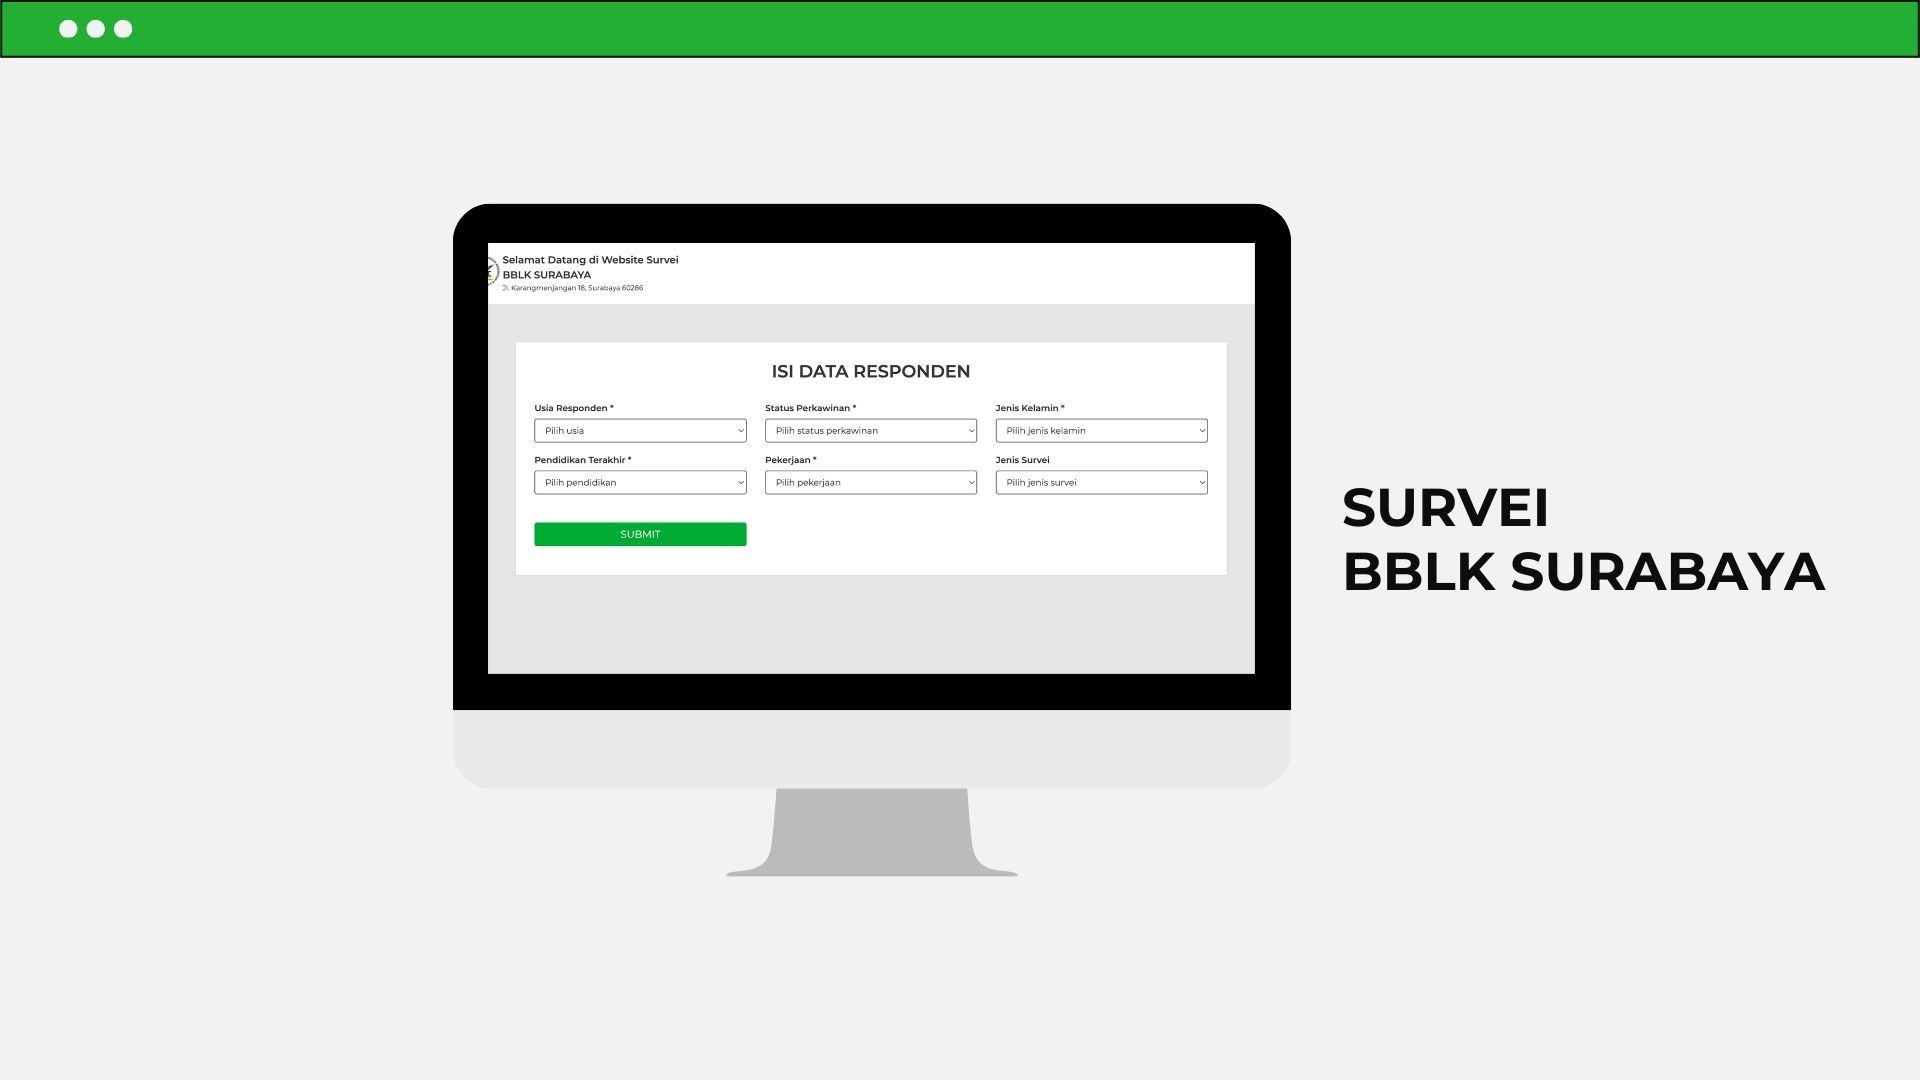 Selamat Datang di Website Survei
BBLK SURABAYA
Jl. Karangmenjangan 18, Surabaya 60286
ISI DATA RESPONDEN
Usia Responden *
Status Perkawinan *
Jenis Kelamin *
Pilih usia
Pilih status perkawinan
Pilih jenis kelamin
Pendidikan Terakhir *
Pekerjaan *
Jenis Survei
Pilih pendidikan
Pilih pekerjaan
Pilih jenis survei
SUBMIT
SURVEI
BBLK SURABAYA